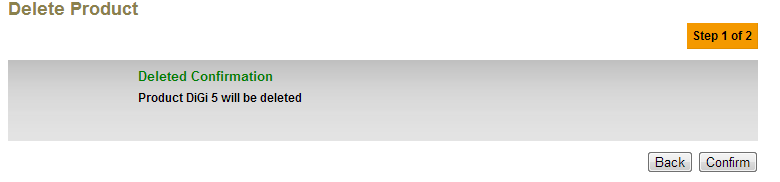 Delete Product
Step 1 of 2
Deleted Confirmation
Product DiGi 5 will be deleted
Back Confirm